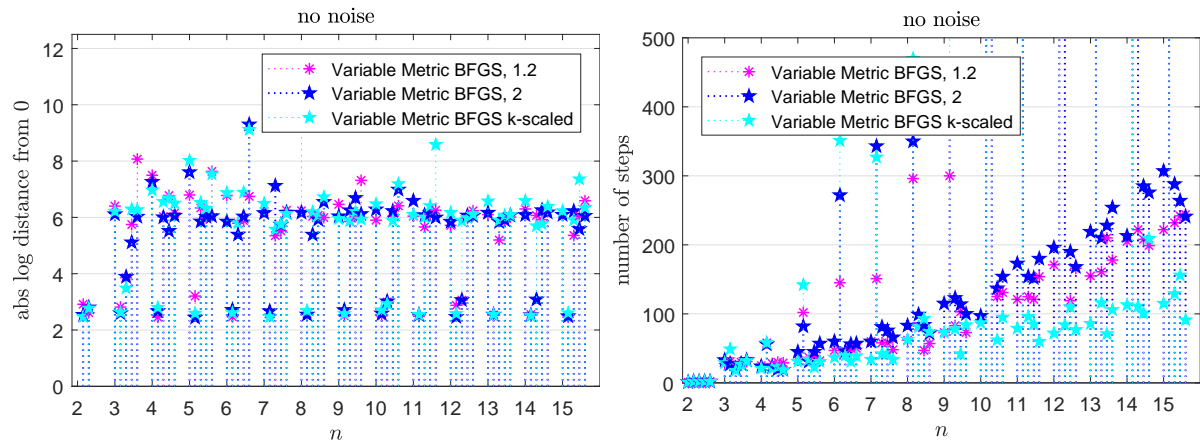 no noise
abs log distance from 0
12
10
8
6
4
2
0
Variable Metric BFGS, 1.2
Variable Metric BFGS, 2
Variable Metric BFGS k-scaled
2 3 4 5 6 7 8 9 10 11 12 13 14 15
n
no noise
number of steps
500
400
300
200
100
0
Variable Metric BFGS, 1.2
Variable Metric BFGS, 2
Variable Metric BFGS k-scaled
2 3 4 5 6 7 8 9 10 11 12 13 14 15
n